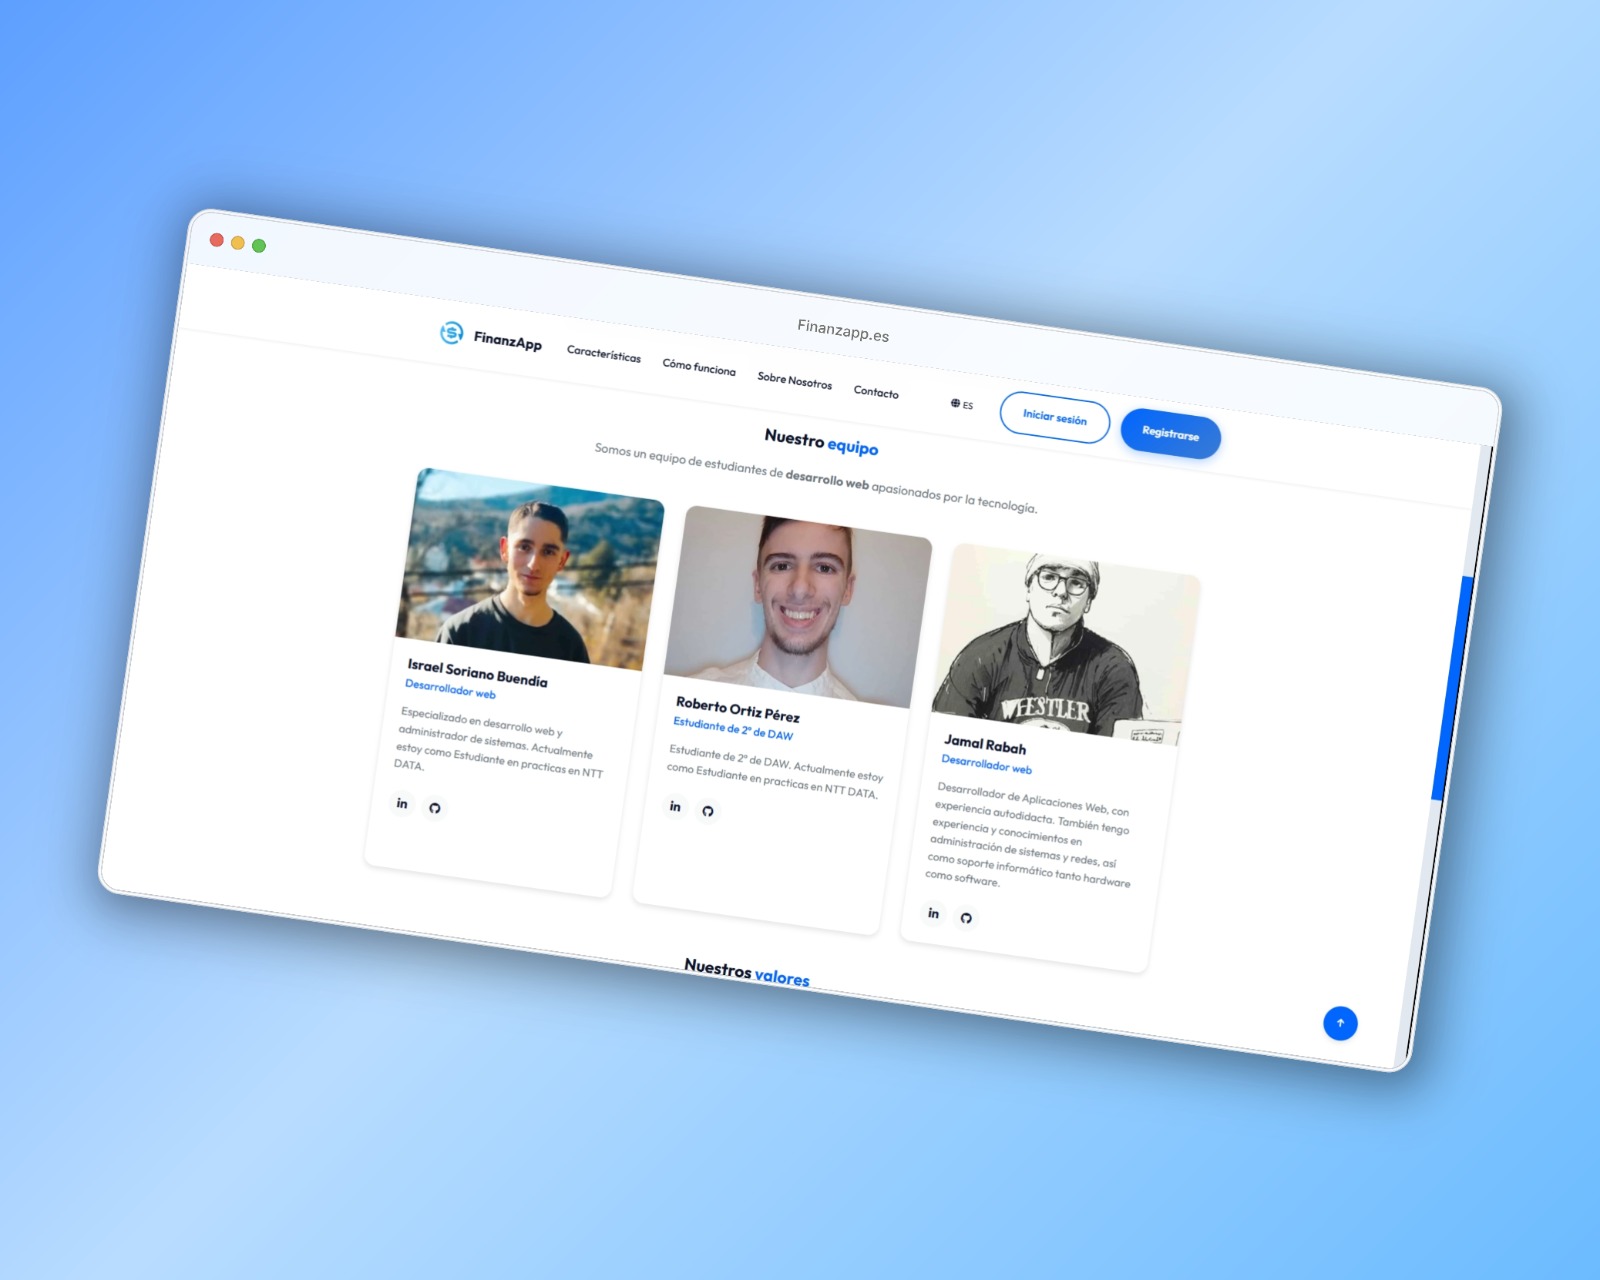 Finanzapp.es
FinanzApp
Características
Cómo funciona
Sobre Nosotros
Contacto
ES
Iniciar sesión
Registrarse
Nuestro equipo
Somos un equipo de estudiantes de desarrollo web apasionados por la tecnología.
Israel Soriano Buendía
Desarrollador web
Especializado en desarrollo web y
administrador de sistemas. Actualmente
estoy como Estudiante en practicas en NTT
DATA.
in
Roberto Ortiz Pérez
Estudiante de 2º de DAW
Estudiante de 2º de DAW. Actualmente estoy
como Estudiante en practicas en NTT DATA.
in
WHESTLER
Jamal Rabah
Desarrollador web
Desarrollador de Aplicaciones Web, con
experiencia autodidacta. También tengo
experiencia y conocimientos en
administración de sistemas y redes, así
como soporte informático tanto hardware
como software.
in
Nuestros valores